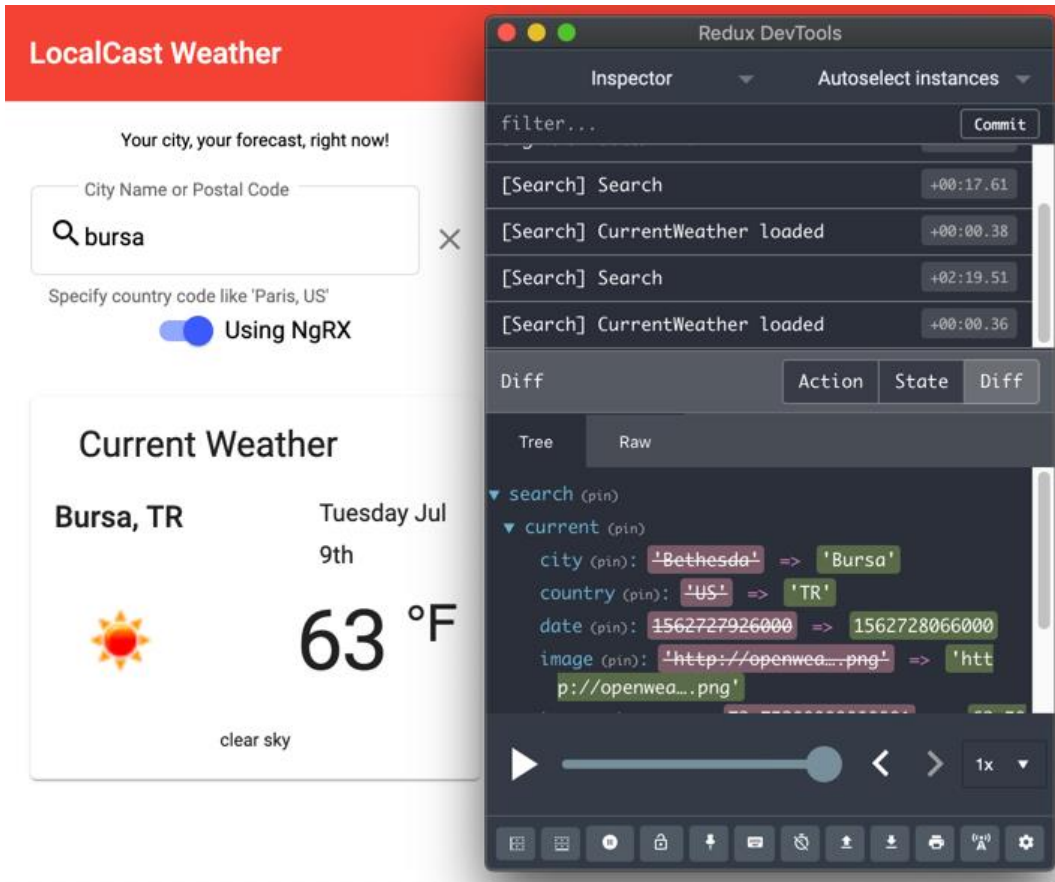 LocalCast Weather
Your city, your forecast, right now!
City Name or Postal Code
bursa
Specify country code like 'Paris, US'
Using NgRX
Current Weather
Bursa, TR
Tuesday Jul
9th
63 °F
clear sky
Redux DevTools
Inspector
Autoselect instances
filter...
Commit
[Search] Search +00:17.61
[Search] CurrentWeather loaded +00:00.38
[Search] Search +02:19.51
[Search] CurrentWeather loaded +00:00.36
Diff
Action State Diff
Tree Raw
search (pin)
current (pin)
city (pin): 'Bethesda' => 'Bursa'
country (pin): 'US' => 'TR'
date (pin): 1562727926000 => 1562728066000
image (pin): 'http://openwea….png' => 'htt
p://openwea….png'
1x